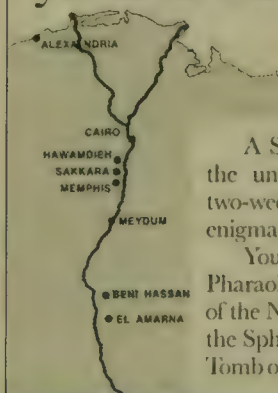 ALEXANDRIA
CAIRO
HAWAMDIEH
SAKKARA
MEMPHIS
MEYDUM
BENI HASSAN
EL AMARNA
A S
the un
two-wee
enigma
You
Pharao
of the N
the Sph
Tomb o